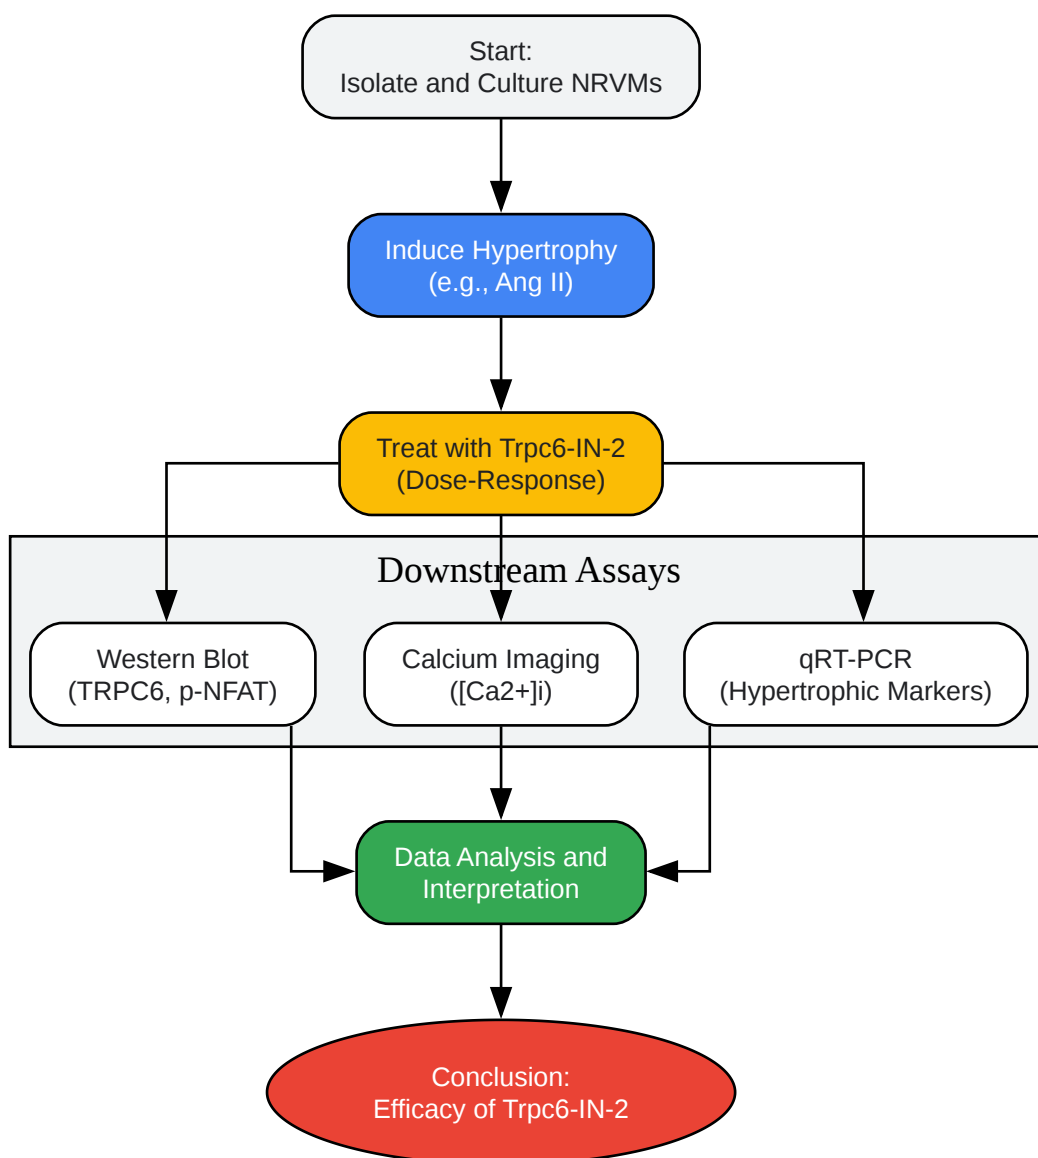 Start:
Isolate and Culture NRVMs
Induce Hypertrophy
(e.g., Ang II)
Treat with Trpc6-IN-2
(Dose-Response)
Downstream Assays
Western Blot
(TRPC6, p-NFAT)
Calcium Imaging
([Ca2+]i)
qRT-PCR
(Hypertrophic Markers)
Data Analysis and
Interpretation
Conclusion:
Efficacy of Trpc6-IN-2